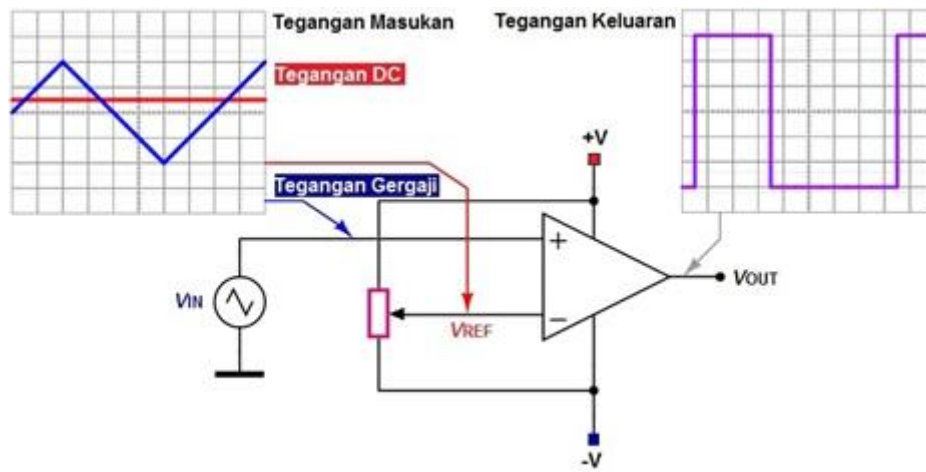 Tegangan Masukan
Tegangan Keluaran
Tegangan DC
+V
Tegangan Gergaji
+
VIN
VOUT
−
VREF
-V